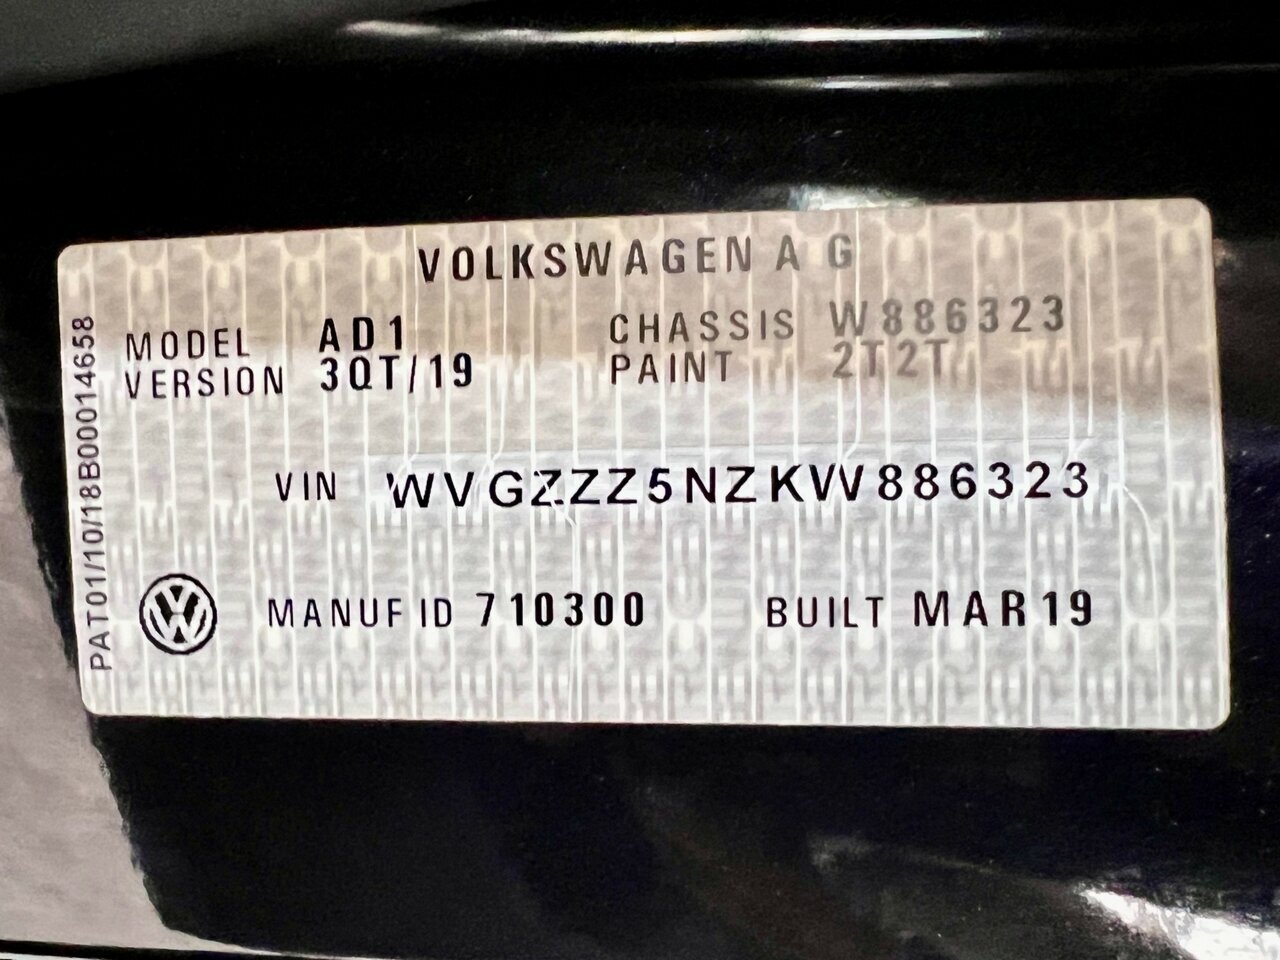 VOLKSWAGEN AG
MODEL AD1 CHASSIS W886323
VERSION 3QT/19 PAINT 2T2T
VIN WVGZZZ5NZKW886323
MANUF ID 710300 BUILT MAR19
PAT01/10/18B00014658